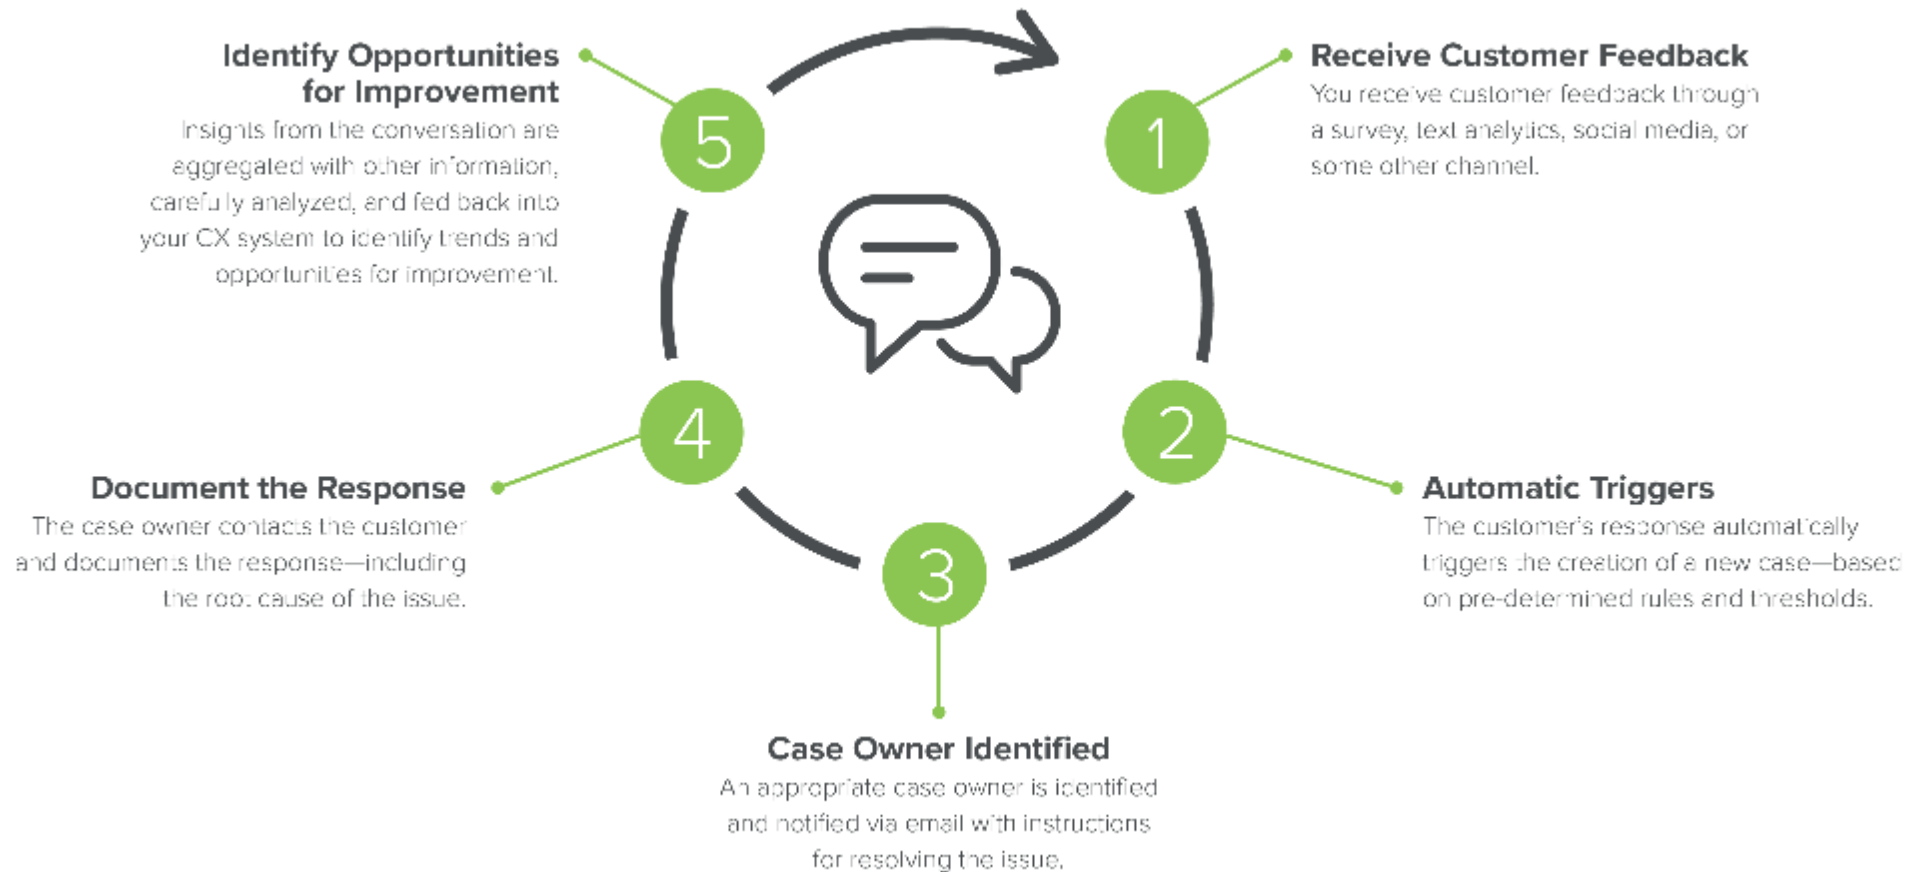 1
Receive Customer Feedback
You receive customer feedback through
a survey, text analytics, social media, or
some other channel.
2
Automatic Triggers
The customer's response automatically
triggers the creation of a new case—based
on pre-determined rules and thresholds.
3
Case Owner Identified
An appropriate case owner is identified
and notified via email with instructions
for resolving the issue.
4
Document the Response
The case owner contacts the customer
and documents the response—including
the root cause of the issue.
5
Identify Opportunities
for Improvement
Insights from the conversation are
aggregated with other information,
carefully analyzed, and fed back into
your CX system to identify trends and
opportunities for improvement.